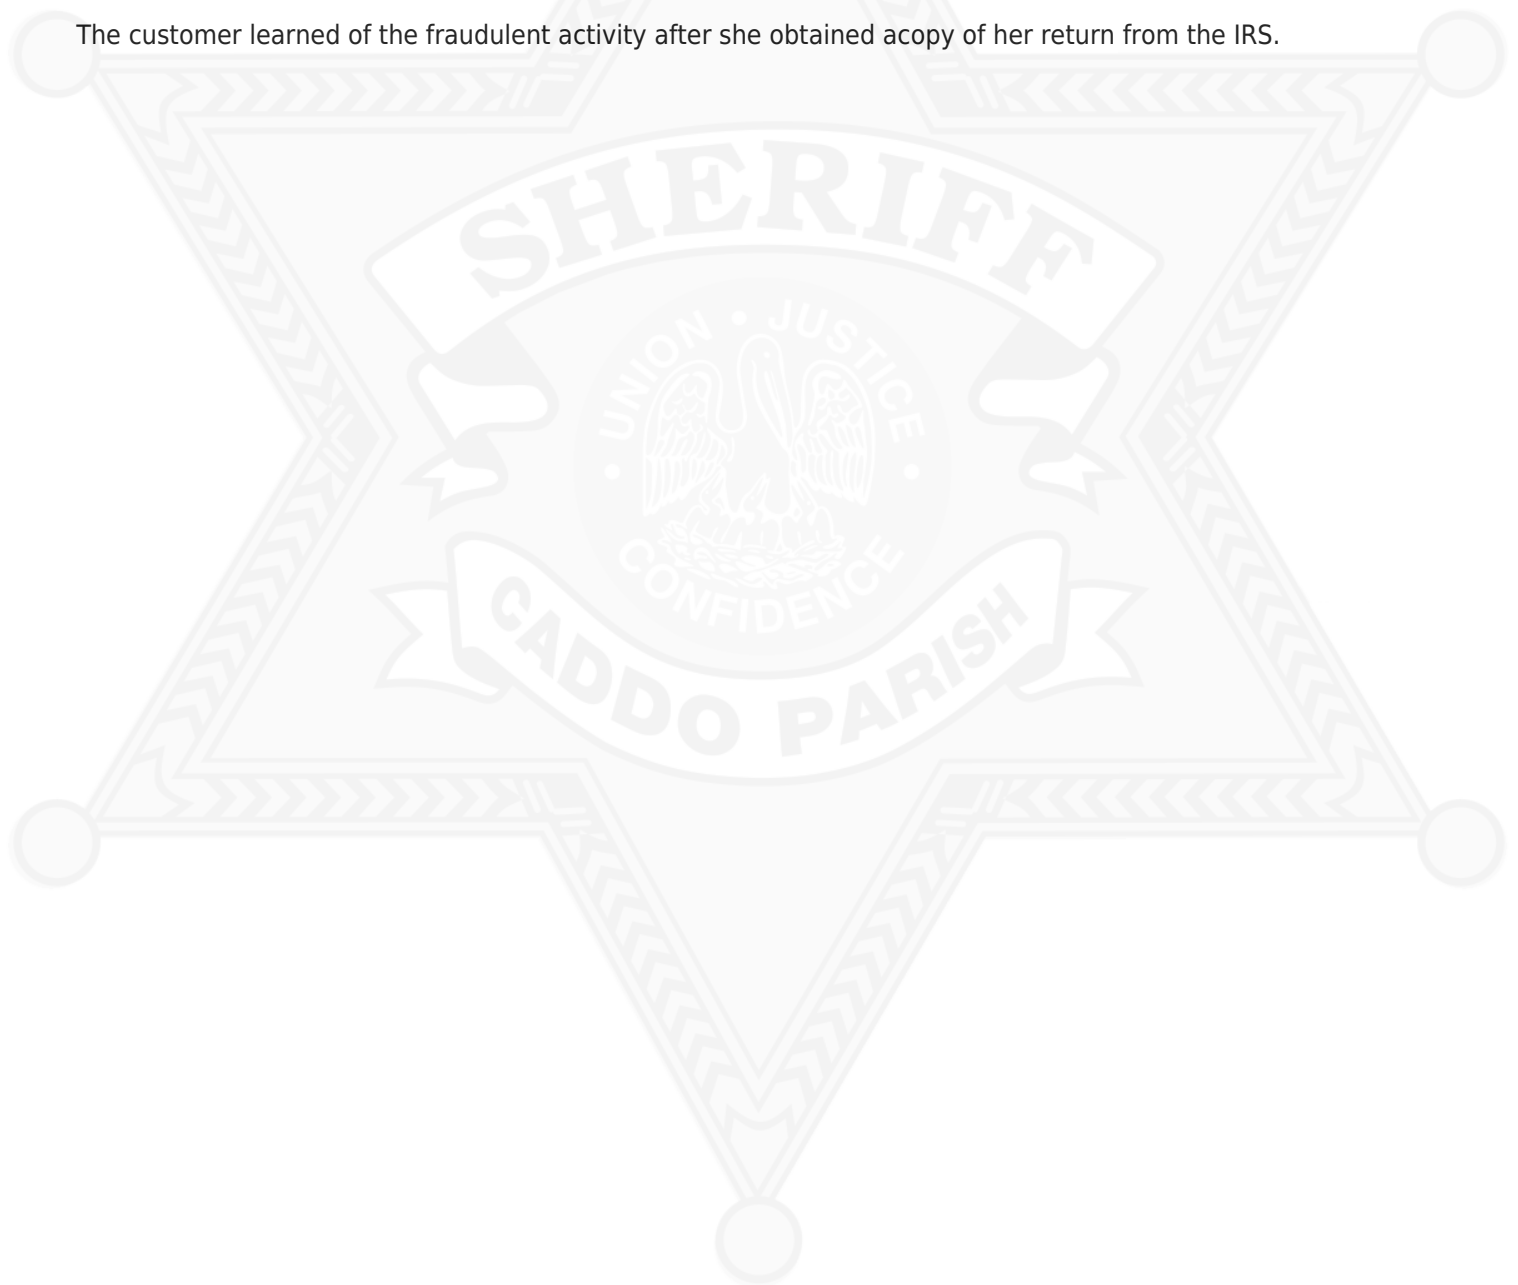 The customer learned of the fraudulent activity after she obtained acopy of her return from the IRS.
SHERIFF
UNION • JUSTICE
• CONFIDENCE •
CADDO PARISH